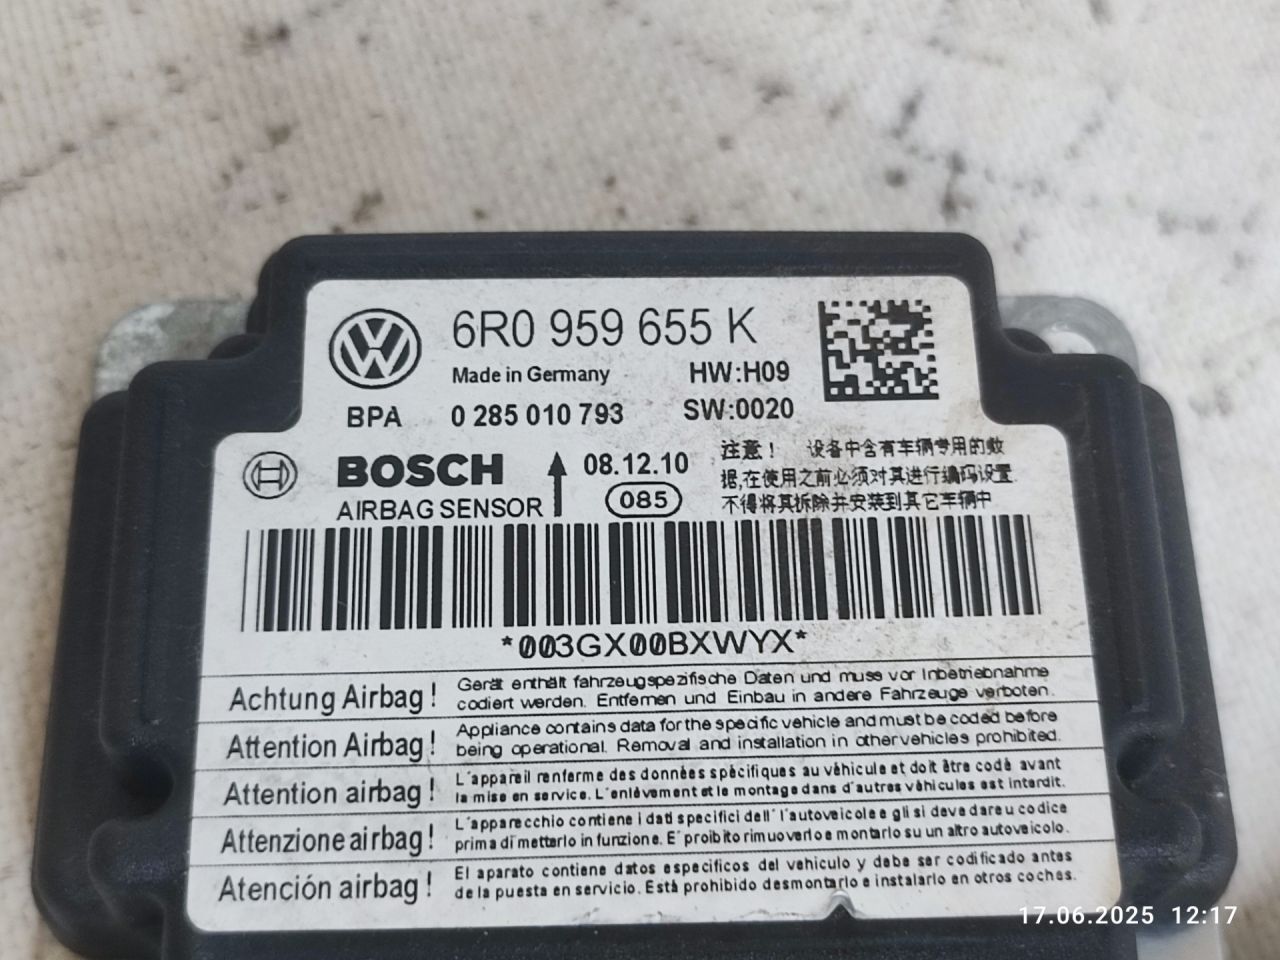 6R0 959 655 K
Made in Germany HW:H09
BPA 0 285 010 793 SW:0020
BOSCH 08.12.10
AIRBAG SENSOR 085
注意！ 设备中含有车辆专用的数
据,在使用之前必须对其进行编码设置.
不得将其拆除并安装到其它车辆中
*003GX00BXWYX*
Achtung Airbag! Gerät enthält fahrzeugspezifische Daten und muss vor Inbetriebnahme
codiert werden. Entfernen und Einbau in andere Fahrzeuge verboten.
Attention Airbag! Appliance contains data for the specific vehicle and must be coded before
being operational. Removal and installation in other vehicles prohibited.
Attention airbag! L'appareil renferme des données spécifiques au véhicule et doit être codé avant
la mise en service. L'enlèvement et le montage dans d'autres véhicules est interdit.
Attenzione airbag! L'apparecchio contiene i dati specifici dell' l'autoveicolo e gli si deve dare u codice
prima di metterlo in funzione. E' proibito rimuoverlo e montarlo su un altro autoveicolo.
Atención airbag! El aparato contiene datos especificos del vehiculo y debe ser codificado antes
de la puesta en servicio. Está prohibido desmontarlo e instalarlo en otros coches.
17.06.2025 12:17